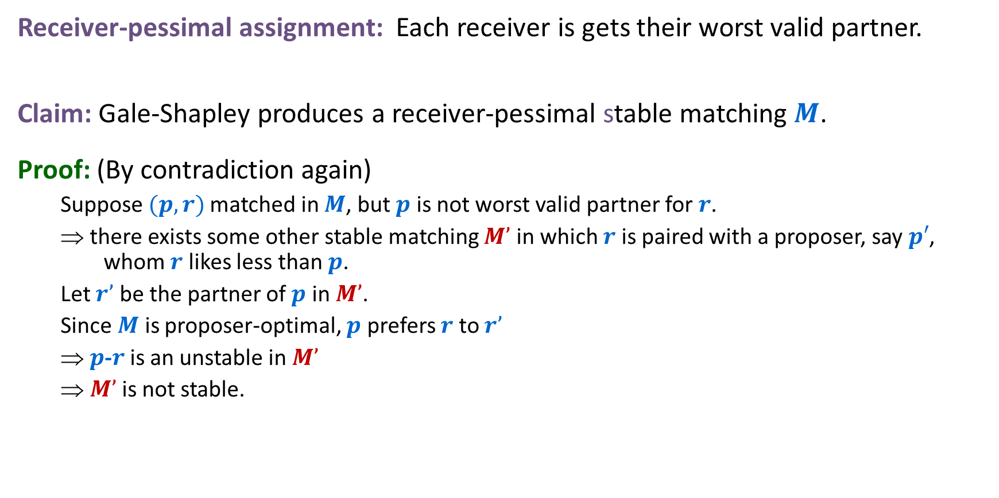 Receiver-pessimal assignment: Each receiver is gets their worst valid partner.
Claim: Gale-Shapley produces a receiver-pessimal stable matching M.
Proof: (By contradiction again)
Suppose (p, r) matched in M, but p is not worst valid partner for r.
⇒ there exists some other stable matching M’ in which r is paired with a proposer, say p′,
whom r likes less than p.
Let r’ be the partner of p in M’.
Since M is proposer-optimal, p prefers r to r’
⇒ p-r is an unstable in M’
⇒ M’ is not stable.